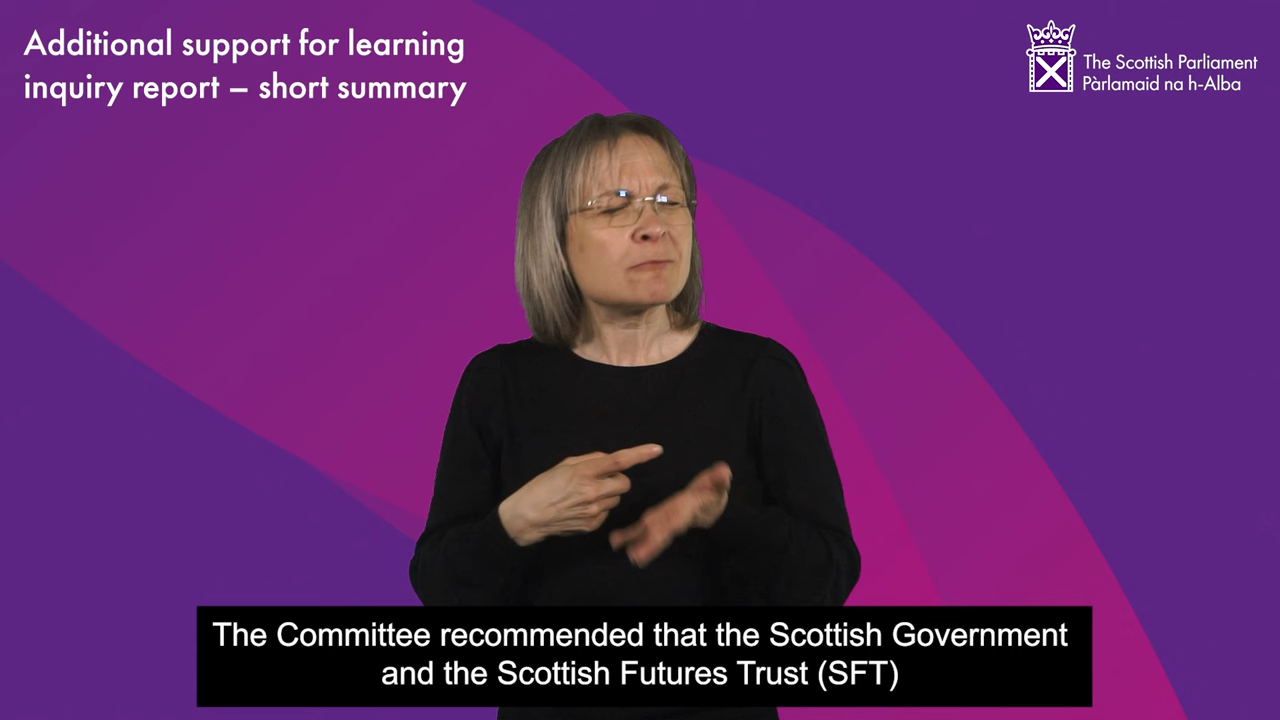 Additional support for learning
inquiry report – short summary
The Scottish Parliament
Pàrlamaid na h-Alba
The Committee recommended that the Scottish Government
and the Scottish Futures Trust (SFT)